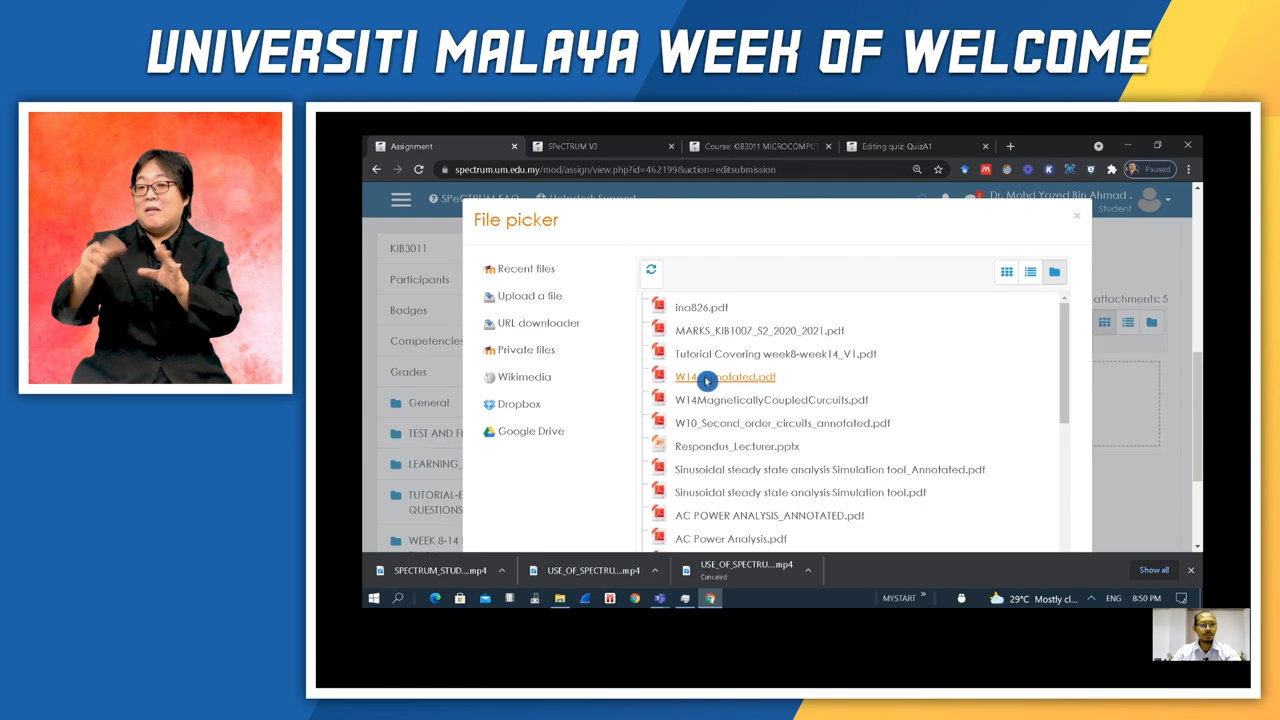 UNIVERSITI MALAYA WEEK OF WELCOME
Assignment
SPeCTRUM V3
Course: KIB3011 MICROCOMPUT
Editing quiz: QuizA1
spectrum.um.edu.my/mod/assign/view.php?id=462199&action=editsubmission
Paused
SPeCTRUM FAQ
Helpdesk Support
Dr. Mohd Yazed Bin Ahmad .
Student
File picker
KIB3011
Participants
Badges
Competencies
Grades
General
TEST AND FI
LEARNING_
TUTORIAL-E
QUESTIONS
WEEK 8-14
Recent files
Upload a file
URL downloader
Private files
Wikimedia
Dropbox
Google Drive
ina826.pdf
MARKS_KIB1007_S2_2020_2021.pdf
Tutorial Covering week8-week14_V1.pdf
W14 notated.pdf
W14MagneticallyCoupledCurcuits.pdf
W10_Second_order_circuits_annotated.pdf
Respondus_Lecturer.pptx
Sinusoidal steady state analysis Simulation tool_Annotated.pdf
Sinusoidal steady state analysis Simulation tool.pdf
AC POWER ANALYSIS_ANNOTATED.pdf
AC Power Analysis.pdf
attachments: 5
SPECTRUM_STUD....mp4
USE_OF_SPECTRU....mp4
USE_OF_SPECTRU....mp4
Canceled
Show all
MYSTART
29°C Mostly cl...
ENG
8:50 PM